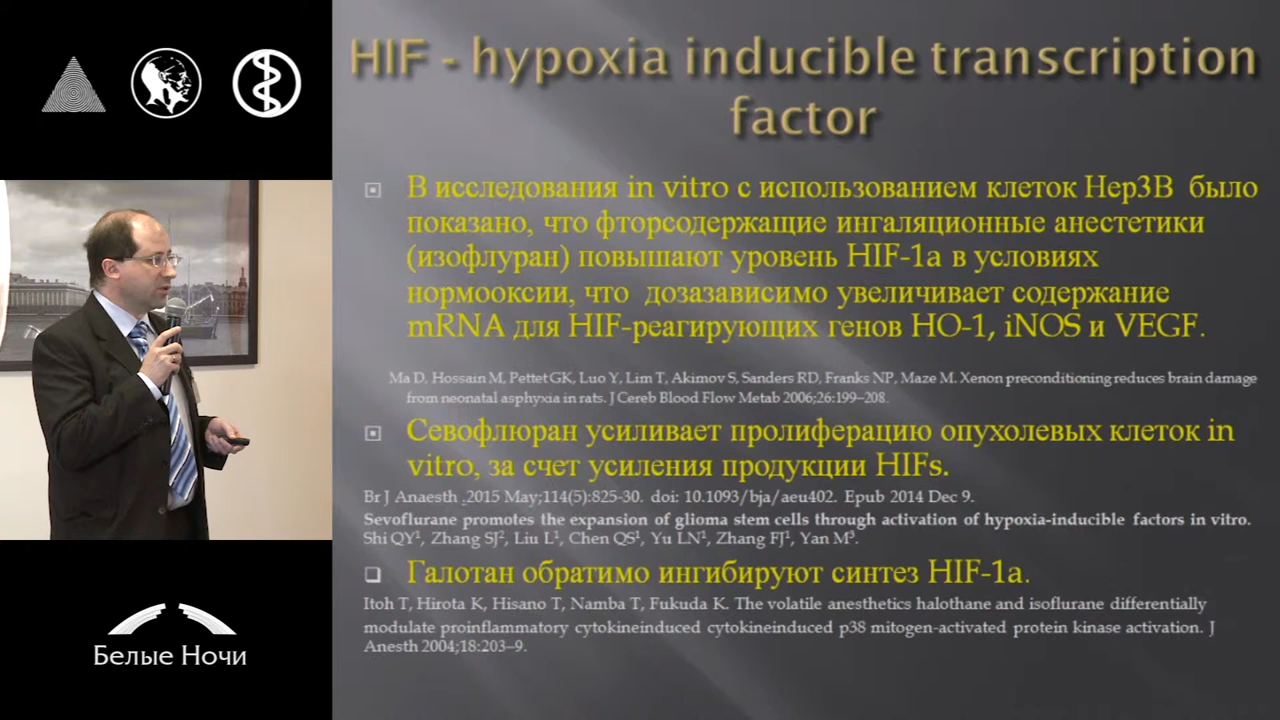 HIF - hypoxia inducible transcription
factor
В исследования in vitro с использованием клеток Hep3B было
показано, что фторсодержащие ингаляционные анестетики
(изофлуран) повышают уровень HIF-1a в условиях
нормооксии, что дозазависимо увеличивает содержание
mRNA для HIF-реагирующих генов HO-1, iNOS и VEGF.
Ma D, Hossain M, Pettet GK, Luo Y, Lim T, Akimov S, Sanders RD, Franks NP, Maze M. Xenon preconditioning reduces brain damage
from neonatal asphyxia in rats. J Cereb Blood Flow Metab 2006;26:199–208.
Севофлюран усиливает пролиферацию опухолевых клеток in
vitro, за счет усиления продукции HIFs.
Br J Anaesth .2015 May;114(5):825-30. doi: 10.1093/bja/aeu402. Epub 2014 Dec 9.
Sevoflurane promotes the expansion of glioma stem cells through activation of hypoxia-inducible factors in vitro.
Shi QY¹, Zhang SJ², Liu L¹, Chen QS¹, Yu LN¹, Zhang FJ¹, Yan M³.
Галотан обратимо ингибируют синтез HIF-1a.
Itoh T, Hirota K, Hisano T, Namba T, Fukuda K. The volatile anesthetics halothane and isoflurane differentially
modulate proinflammatory cytokineinduced cytokineinduced p38 mitogen-activated protein kinase activation. J
Anesth 2004;18:203–9.
Белые Ночи